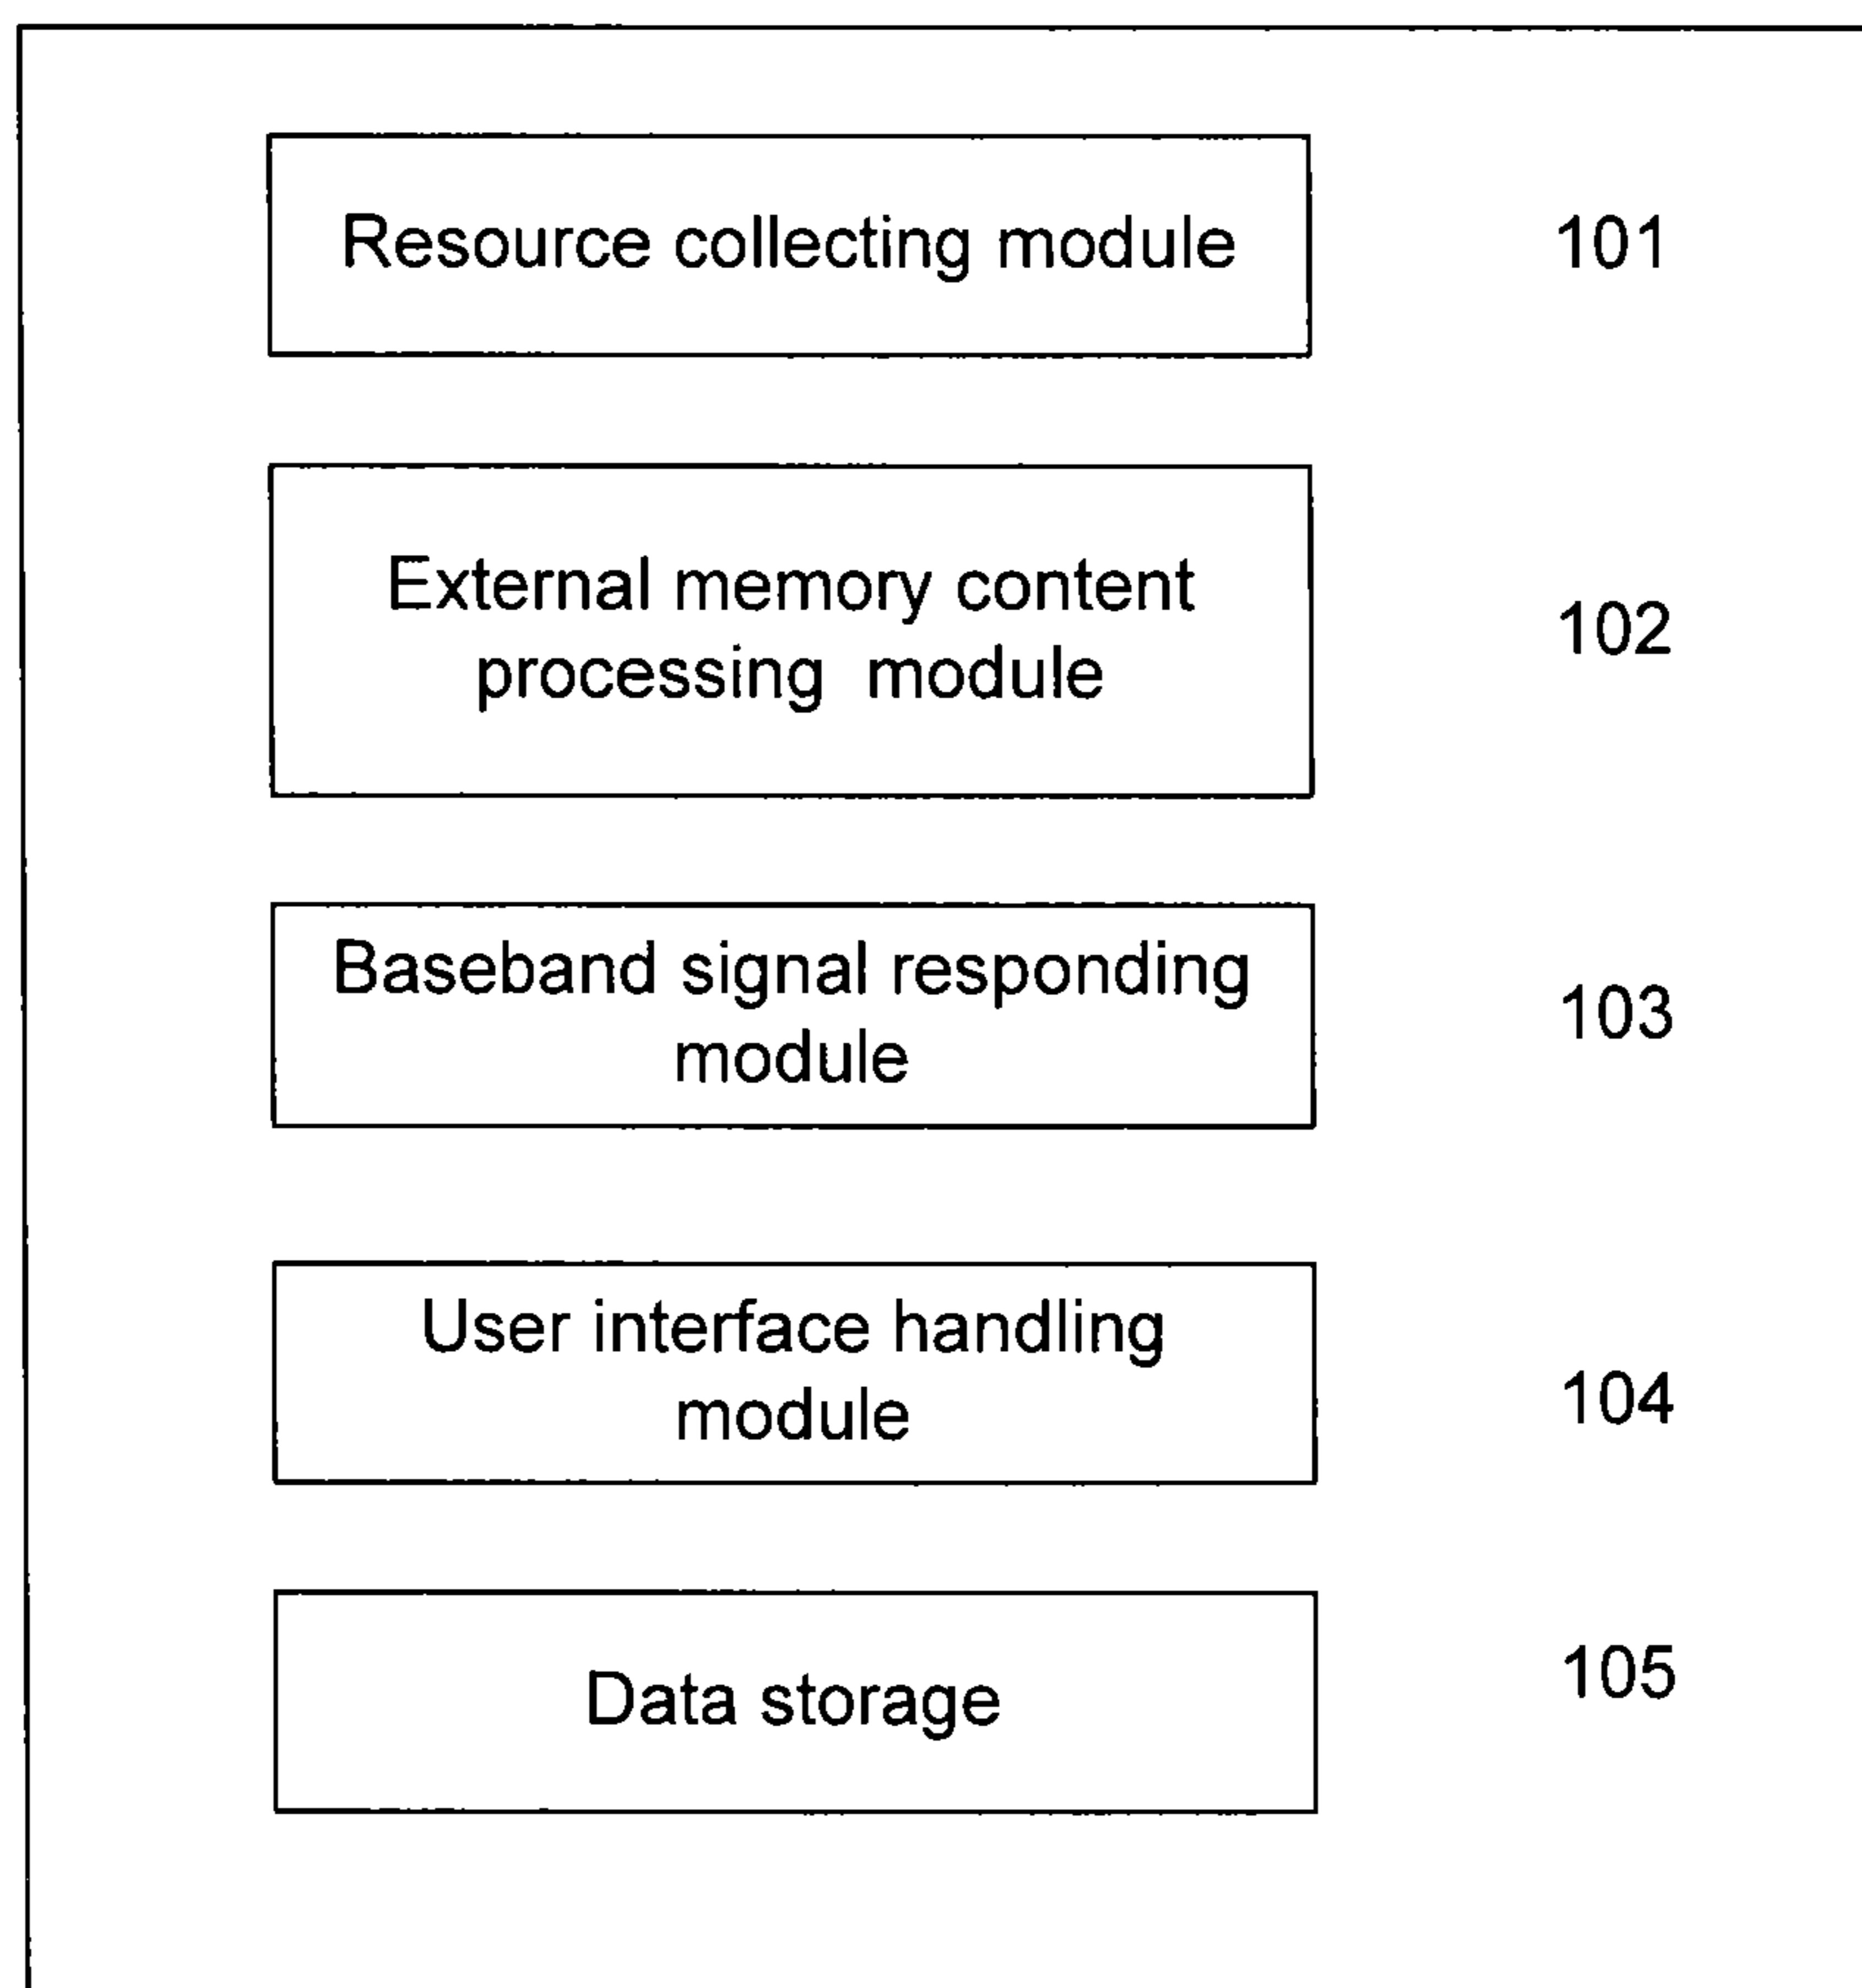 Resource collecting module
101
External memory content
processing module
102
Baseband signal responding
module
103
User interface handling
module
104
Data storage
105